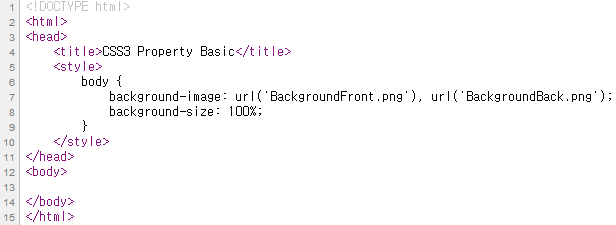 1 <!DOCTYPE html>
2 <html>
3 <head>
4     <title>CSS3 Property Basic</title>
5     <style>
6         body {
7             background-image: url('BackgroundFront.png'), url('BackgroundBack.png');
8             background-size: 100%;
9         }
10     </style>
11 </head>
12 <body>
13
14 </body>
15 </html>